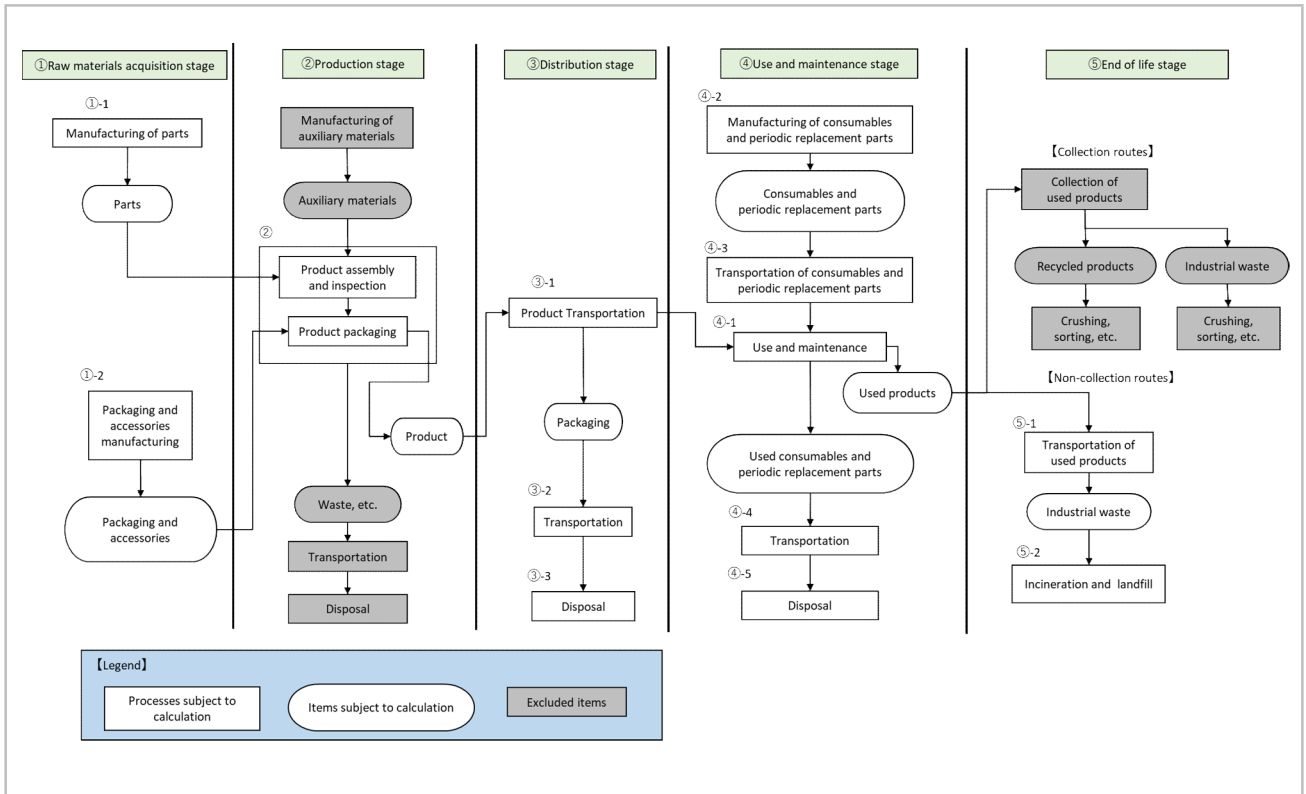 ①Raw materials acquisition stage
①-1
Manufacturing of parts
Parts
①-2
Packaging and
accessories
manufacturing
Packaging and
accessories
②Production stage
Manufacturing of
auxiliary materials
Auxiliary materials
②
Product assembly
and inspection
Product packaging
Product
Waste, etc.
Transportation
Disposal
③Distribution stage
③-1
Product Transportation
Packaging
③-2
Transportation
③-3
Disposal
④Use and maintenance stage
④-2
Manufacturing of consumables
and periodic replacement parts
Consumables and
periodic replacement parts
④-3
Transportation of consumables and
periodic replacement parts
④-1
Use and maintenance
Used products
Used consumables and
periodic replacement parts
④-4
Transportation
④-5
Disposal
⑤End of life stage
【Collection routes】
Collection of
used products
Recycled products
Industrial waste
Crushing,
sorting, etc.
Crushing,
sorting, etc.
【Non-collection routes】
⑤-1
Transportation of
used products
Industrial waste
⑤-2
Incineration and landfill
【Legend】
Processes subject to
calculation
Items subject to calculation
Excluded items